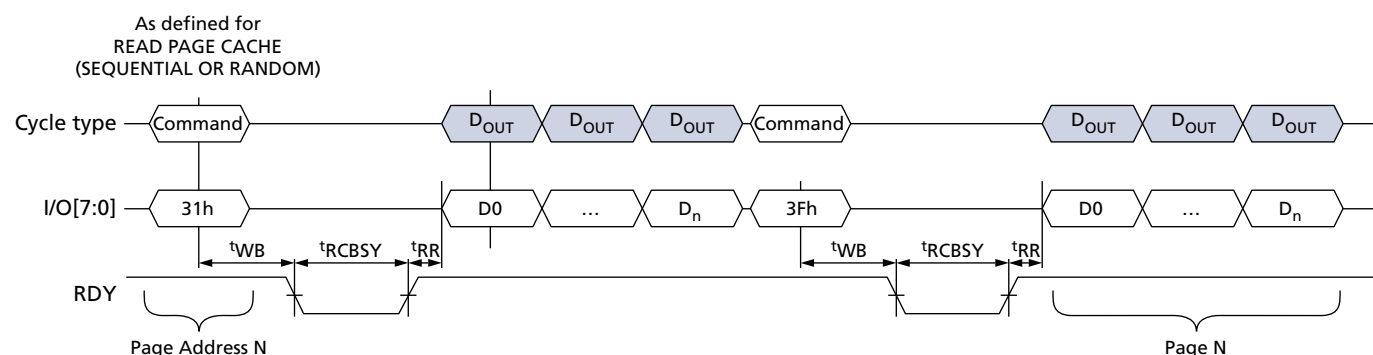 As defined for
READ PAGE CACHE
(SEQUENTIAL OR RANDOM)
Cycle type Command DOUT DOUT DOUT Command DOUT DOUT DOUT
I/O[7:0] 31h D0 … Dn 3Fh D0 … Dn
tWB tRCBSY tRR tWB tRCBSY tRR
RDY
Page Address N Page N